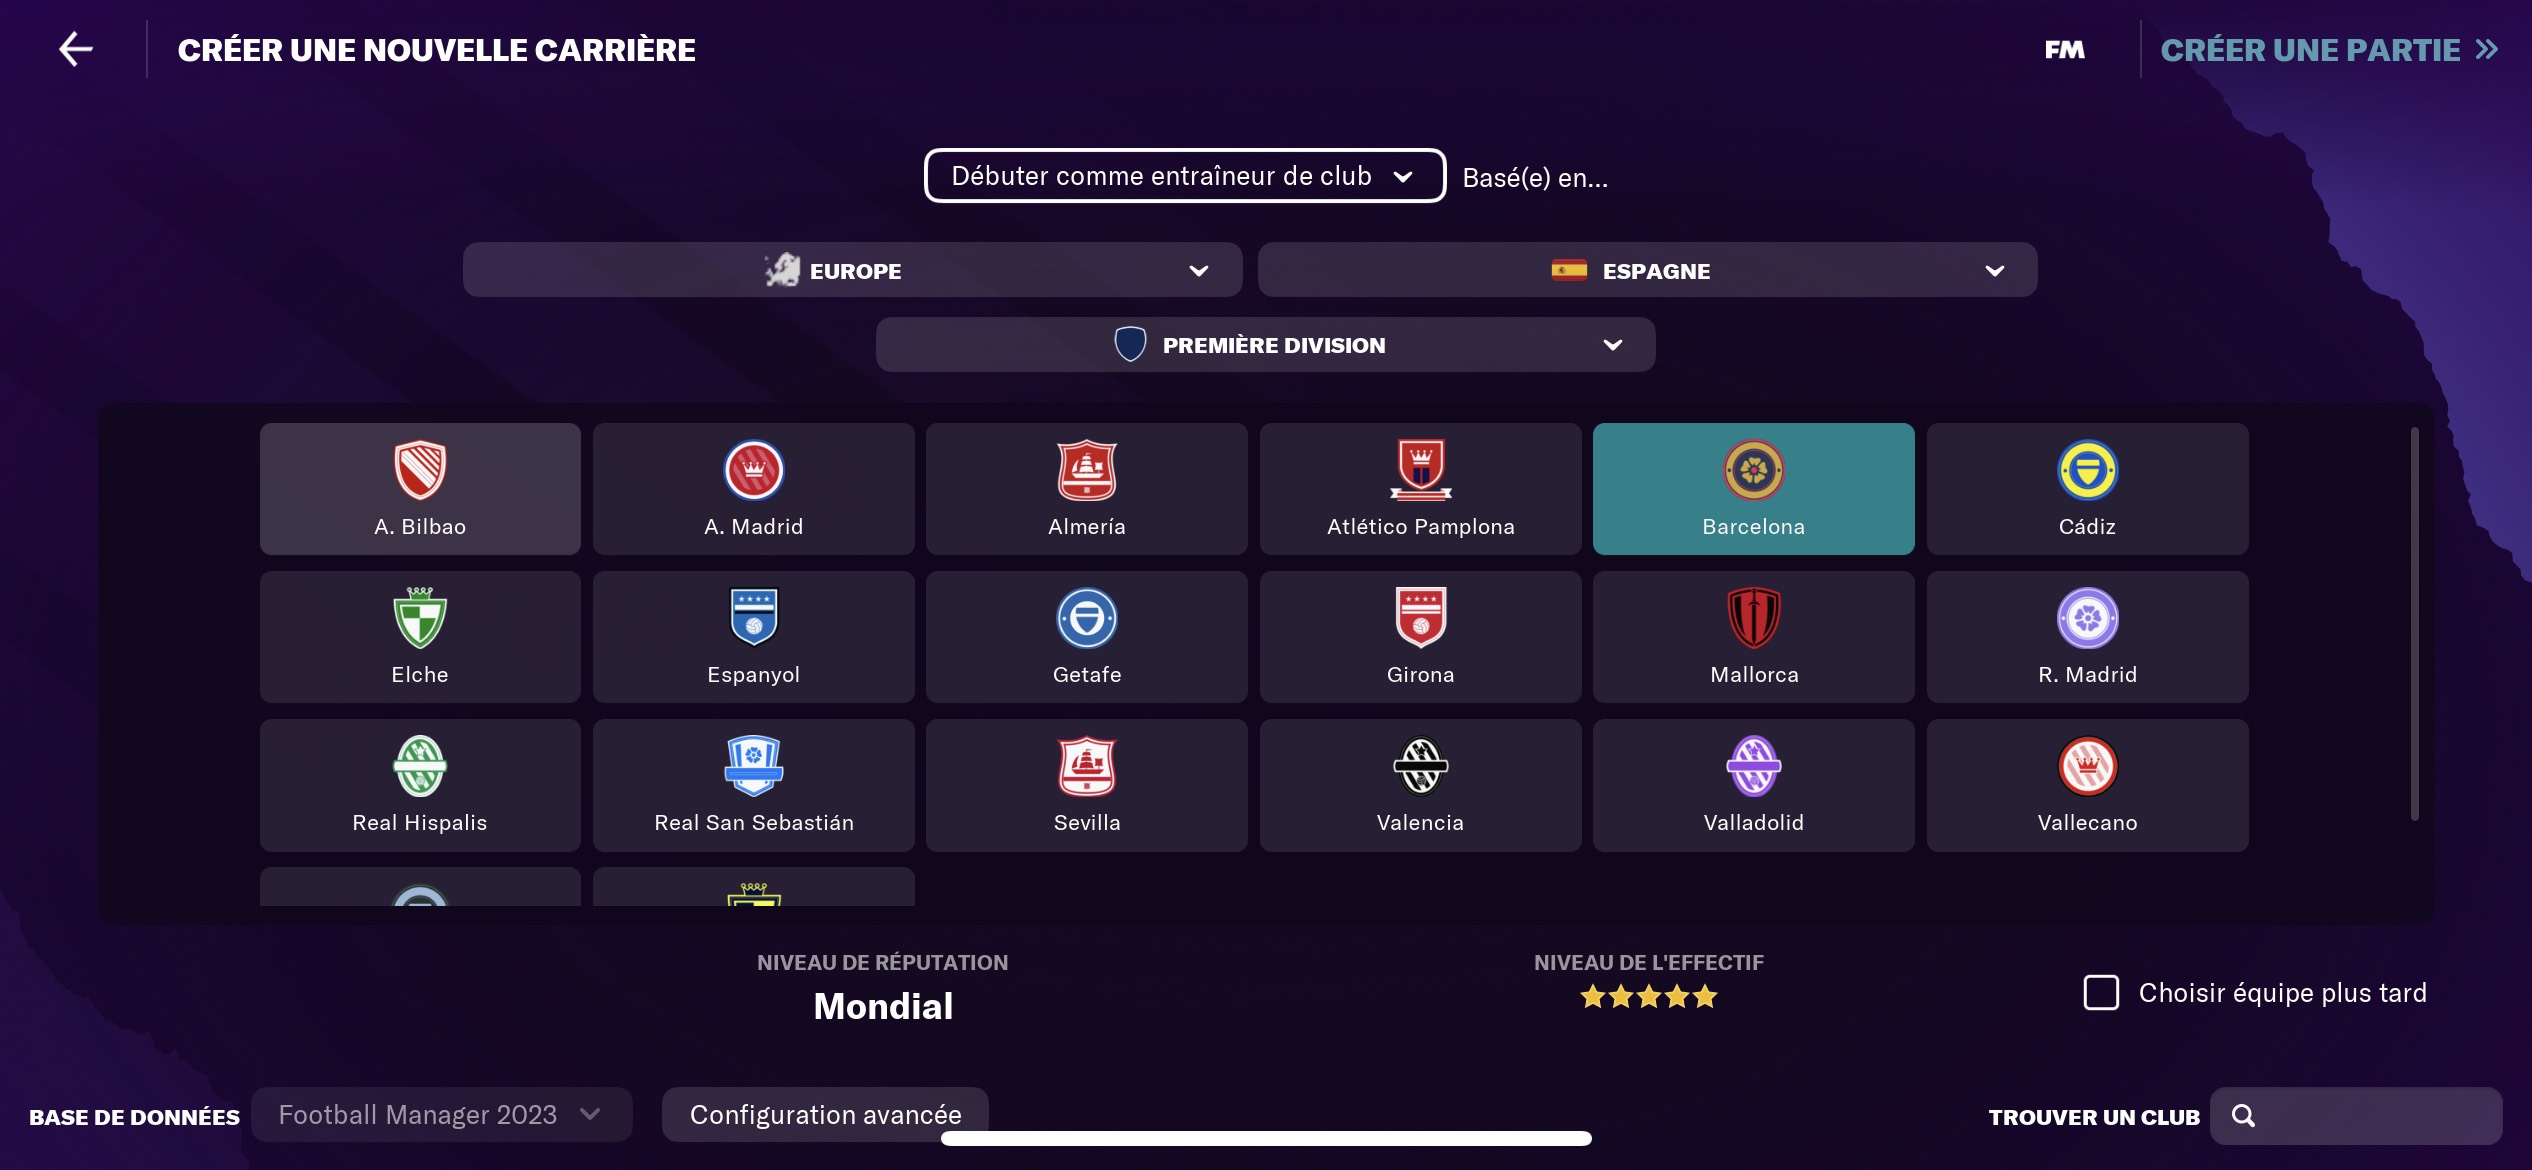 CRÉER UNE NOUVELLE CARRIÈRE
FM
CRÉER UNE PARTIE
Débuter comme entraîneur de club
Basé(e) en...
EUROPE
ESPAGNE
PREMIÈRE DIVISION
A. Bilbao
A. Madrid
Almería
Atlético Pamplona
Barcelona
Cádiz
Elche
Espanyol
Getafe
Girona
Mallorca
R. Madrid
Real Hispalis
Real San Sebastián
Sevilla
Valencia
Valladolid
Vallecano
NIVEAU DE RÉPUTATION
Mondial
NIVEAU DE L'EFFECTIF
Choisir équipe plus tard
BASE DE DONNÉES
Football Manager 2023
Configuration avancée
TROUVER UN CLUB